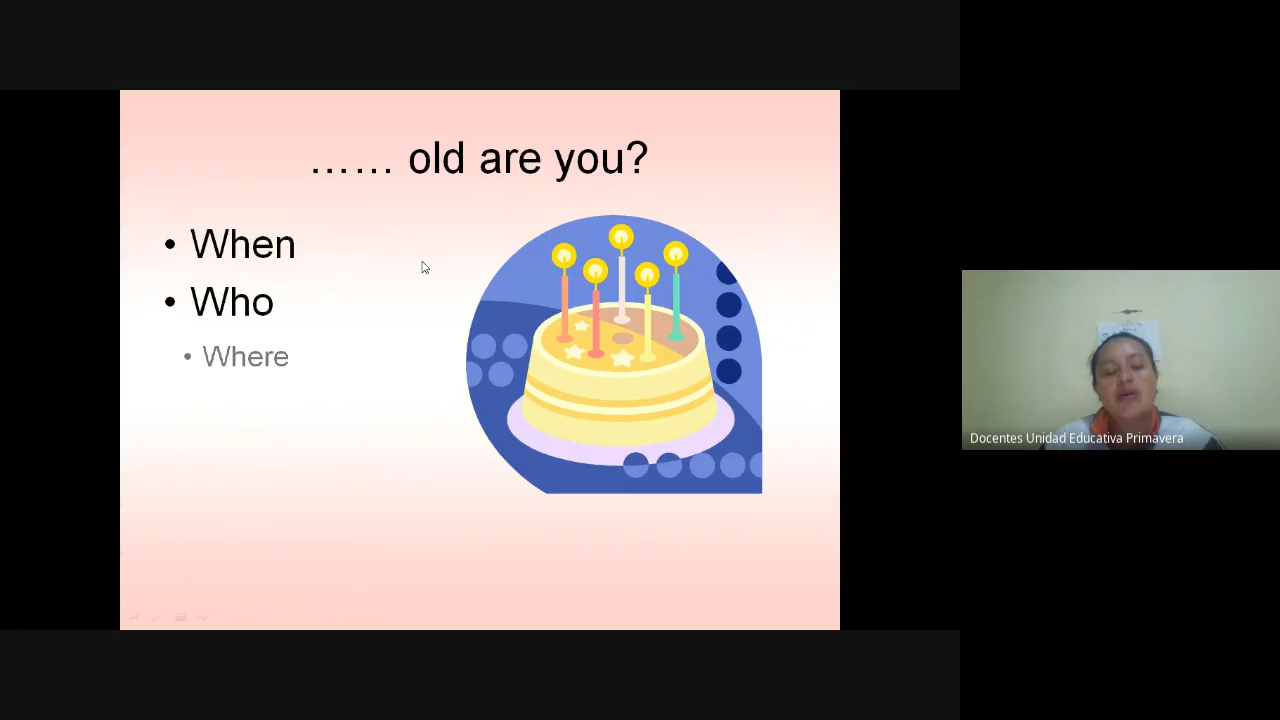 …… old are you?
• When
• Who
• Where
Docentes Unidad Educativa Primavera